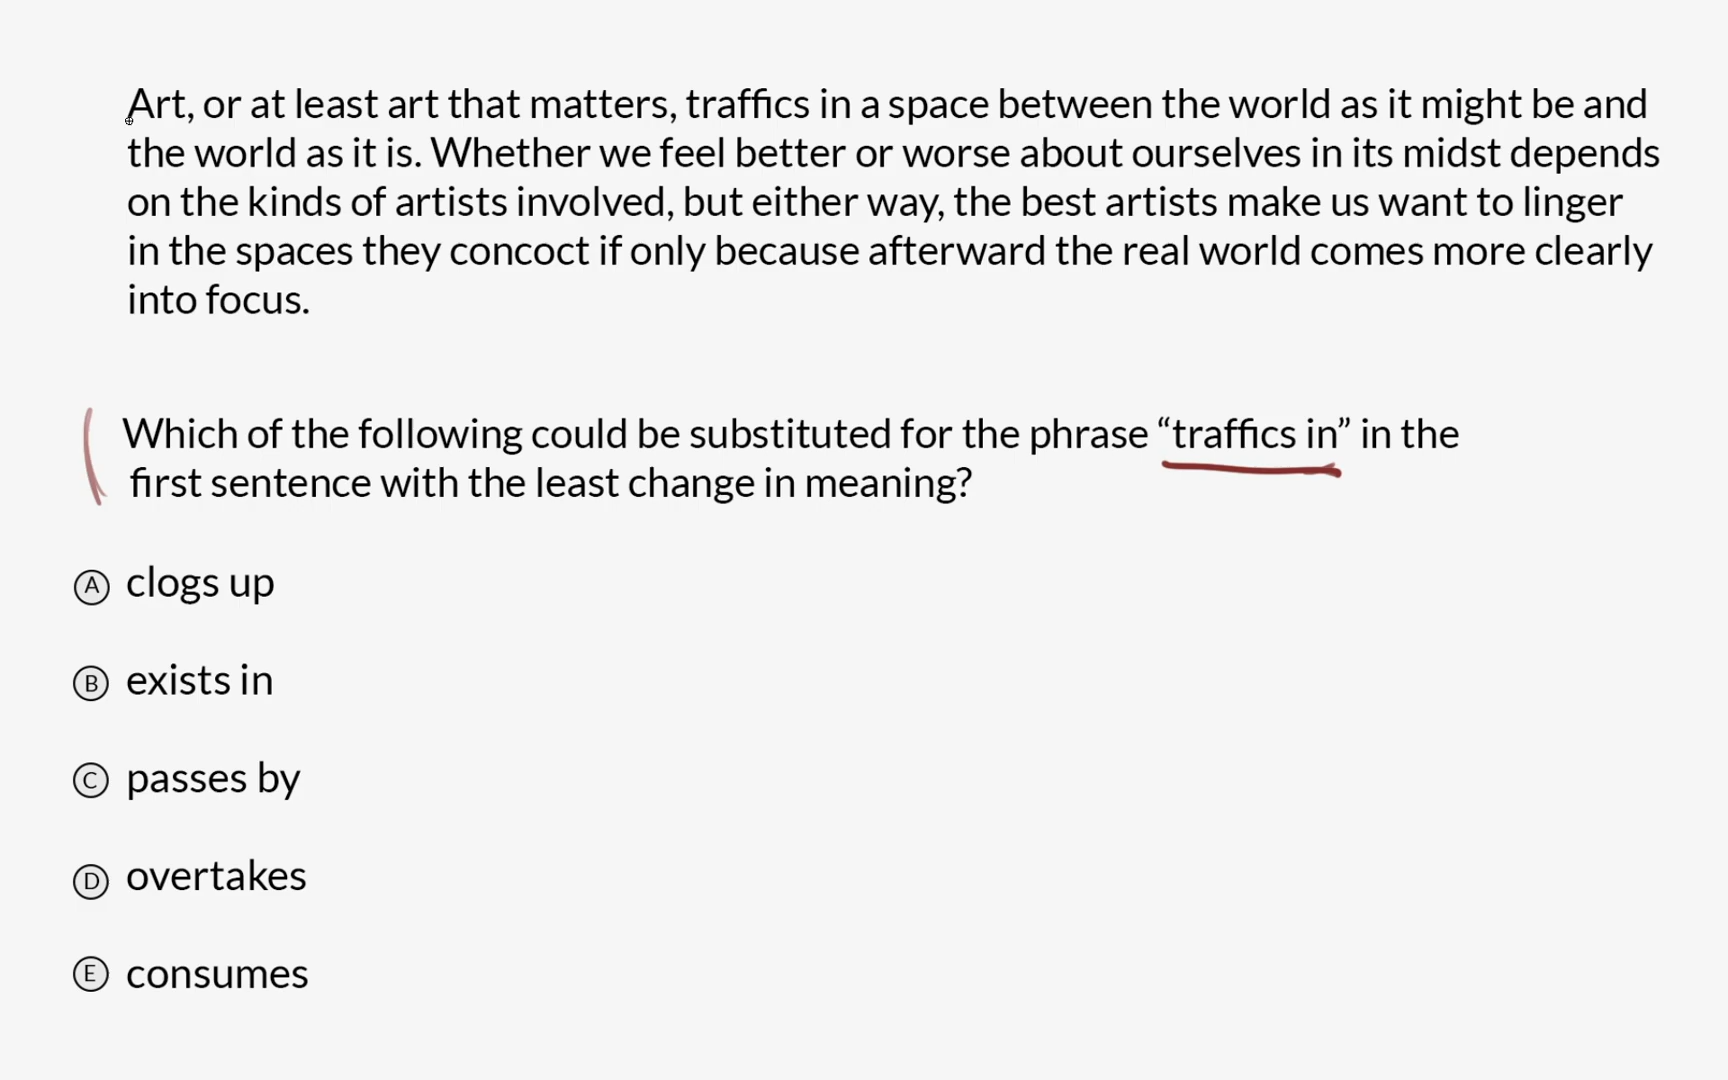 Art, or at least art that matters, traffics in a space between the world as it might be and
the world as it is. Whether we feel better or worse about ourselves in its midst depends
on the kinds of artists involved, but either way, the best artists make us want to linger
in the spaces they concoct if only because afterward the real world comes more clearly
into focus.
Which of the following could be substituted for the phrase “traffics in” in the
first sentence with the least change in meaning?
A clogs up
B exists in
C passes by
D overtakes
E consumes